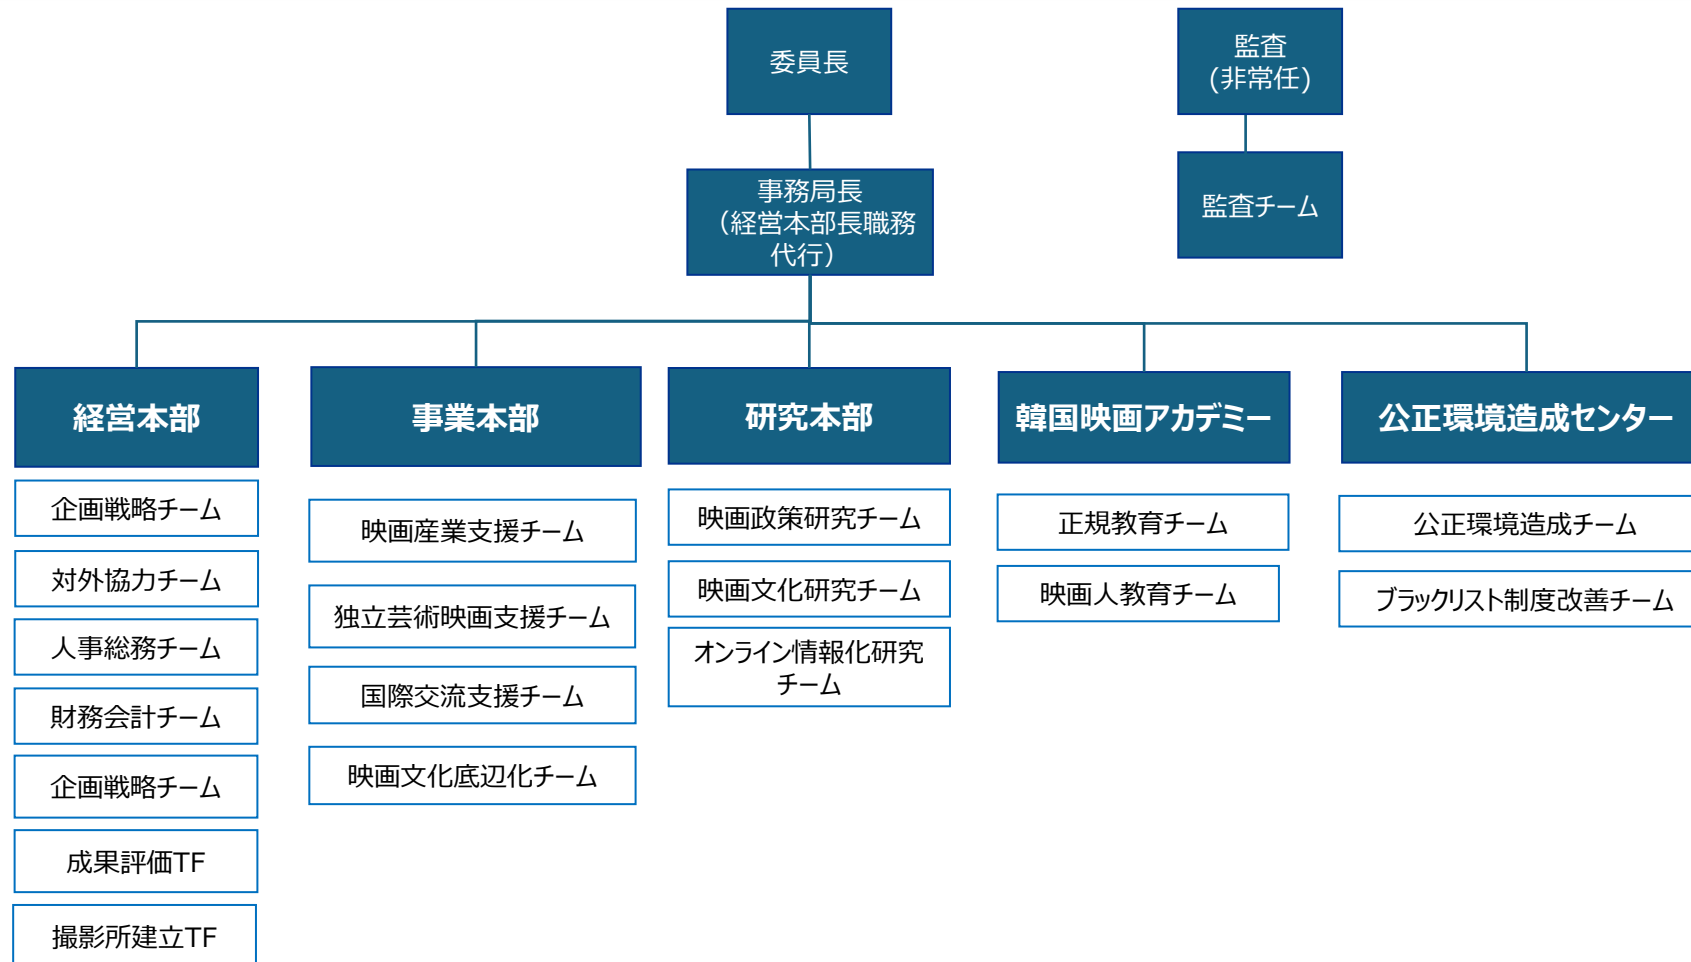 委員長
監査
(非常任)
事務局長
（経営本部長職務
代行）
監査チーム
経営本部
事業本部
研究本部
韓国映画アカデミー
公正環境造成センター
企画戦略チーム
対外協力チーム
人事総務チーム
財務会計チーム
企画戦略チーム
成果評価TF
撮影所建立TF
映画産業支援チーム
独立芸術映画支援チーム
国際交流支援チーム
映画文化底辺化チーム
映画政策研究チーム
映画文化研究チーム
オンライン情報化研究
チーム
正規教育チーム
映画人教育チーム
公正環境造成チーム
ブラックリスト制度改善チーム